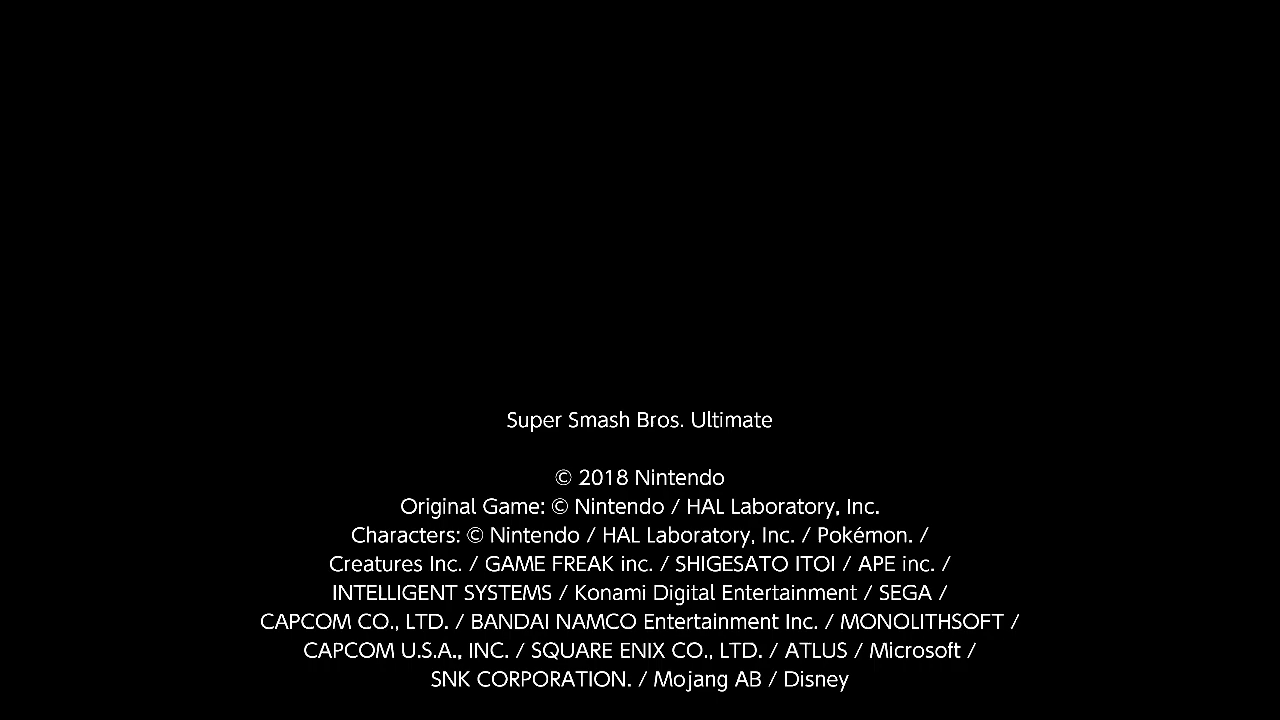 Super Smash Bros. Ultimate
© 2018 Nintendo
Original Game: © Nintendo / HAL Laboratory, Inc.
Characters: © Nintendo / HAL Laboratory, Inc. / Pokémon. /
Creatures Inc. / GAME FREAK inc. / SHIGESATO ITOI / APE inc. /
INTELLIGENT SYSTEMS / Konami Digital Entertainment / SEGA /
CAPCOM CO., LTD. / BANDAI NAMCO Entertainment Inc. / MONOLITHSOFT /
CAPCOM U.S.A., INC. / SQUARE ENIX CO., LTD. / ATLUS / Microsoft /
SNK CORPORATION. / Mojang AB / Disney